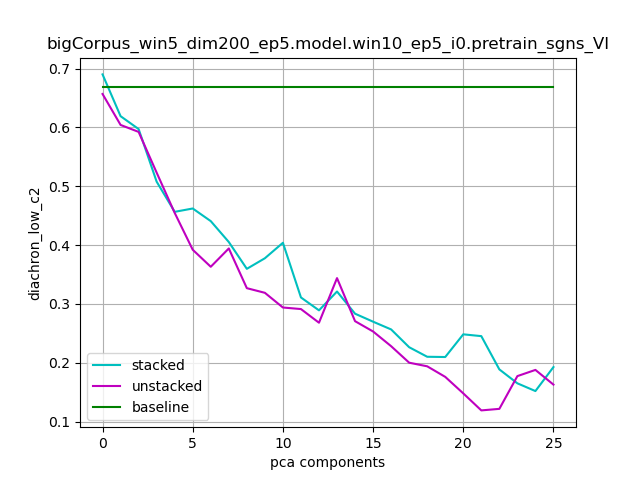 bigCorpus_win5_dim200_ep5.model.win10_ep5_i0.pretrain_sgns_VI
0.7
0.6
0.5
0.4
0.3
0.2
0.1
diachron_low_c2
stacked
unstacked
baseline
0 5 10 15 20 25
pca components